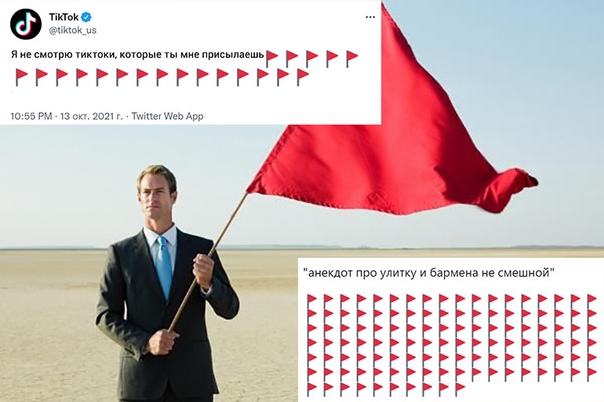 TikTok
@tiktok_us
Я не смотрю тиктоки, которые ты мне присылаешь🚩🚩🚩🚩🚩
🚩🚩🚩🚩🚩🚩🚩🚩🚩🚩🚩🚩🚩🚩🚩
10:55 PM · 13 окт. 2021 г. · Twitter Web App
"анекдот про улитку и бармена не смешной"
🚩🚩🚩🚩🚩🚩🚩🚩🚩🚩🚩🚩🚩🚩🚩🚩🚩🚩
🚩🚩🚩🚩🚩🚩🚩🚩🚩🚩🚩🚩🚩🚩🚩🚩🚩🚩
🚩🚩🚩🚩🚩🚩🚩🚩🚩🚩🚩🚩🚩🚩🚩🚩🚩🚩
🚩🚩🚩🚩🚩🚩🚩🚩🚩🚩🚩🚩🚩🚩🚩🚩🚩🚩
🚩🚩🚩🚩🚩🚩🚩🚩🚩🚩🚩🚩🚩🚩🚩🚩🚩🚩
🚩🚩🚩🚩🚩🚩🚩🚩🚩🚩🚩🚩🚩🚩🚩🚩🚩🚩
🚩🚩🚩🚩🚩🚩🚩🚩🚩🚩